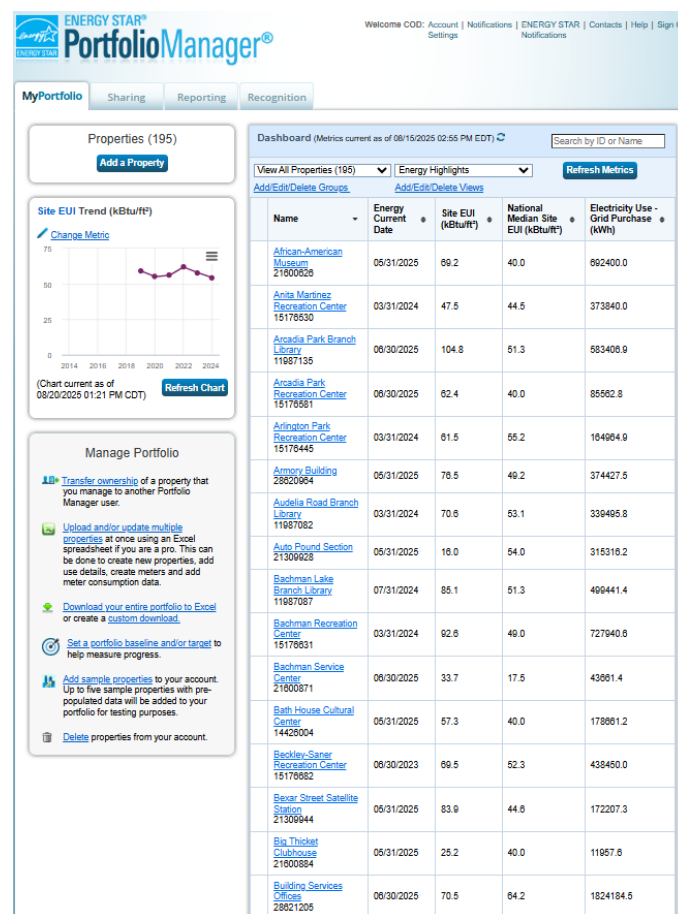 ENERGY STAR®
PortfolioManager®
ENERGY STAR
Welcome COD: Account Settings | Notifications | ENERGY STAR Notifications | Contacts | Help | Sign
MyPortfolio
Sharing
Reporting
Recognition
Properties (195)
Add a Property
Site EUI Trend (kBtu/ft²)
Change Metric
75
50
25
0
2014 2016 2018 2020 2022 2024
(Chart current as of
08/20/2025 01:21 PM CDT)
Refresh Chart
Manage Portfolio
Transfer ownership of a property that
you manage to another Portfolio
Manager user.
Upload and/or update multiple
properties at once using an Excel
spreadsheet if you are a pro. This can
be done to create new properties, add
use details, create meters and add
meter consumption data.
Download your entire portfolio to Excel
or create a custom download.
Set a portfolio baseline and/or target to
help measure progress.
Add sample properties to your account.
Up to five sample properties with pre-
populated data will be added to your
portfolio for testing purposes.
Delete properties from your account.
Dashboard (Metrics current as of 08/15/2025 02:55 PM EDT)
Search by ID or Name
View All Properties (195)
Energy Highlights
Refresh Metrics
Add/Edit/Delete Groups
Add/Edit/Delete Views
Name
Energy Current Date
Site EUI (kBtu/ft²)
National Median Site EUI (kBtu/ft²)
Electricity Use - Grid Purchase (kWh)
African-American
Museum
21600626
05/31/2025 69.2 40.0 692400.0
Anita Martinez
Recreation Center
15176530
03/31/2024 47.5 44.5 373840.0
Arcadia Park Branch
Library
11987135
06/30/2025 104.8 51.3 583406.9
Arcadia Park
Recreation Center
15176581
06/30/2025 62.4 40.0 85562.8
Arlington Park
Recreation Center
15176445
03/31/2024 61.5 55.2 164964.9
Armory Building
28620964
05/31/2025 76.5 49.2 374427.5
Audelia Road Branch
Library
11987082
03/31/2024 70.6 53.1 339495.8
Auto Pound Section
21309928
05/31/2025 16.0 54.0 315316.2
Bachman Lake
Branch Library
11987087
07/31/2024 85.1 51.3 499441.4
Bachman Recreation
Center
15176631
03/31/2024 92.6 49.0 727940.6
Bachman Service
Center
21600871
06/30/2025 33.7 17.5 43661.4
Bath House Cultural
Center
14426004
05/31/2025 57.3 40.0 178661.2
Beckley-Saner
Recreation Center
15176682
06/30/2023 69.5 52.3 438450.0
Bexar Street Satellite
Station
21309944
05/31/2025 83.9 44.6 172207.3
Big Thicket
Clubhouse
21600884
05/31/2025 25.2 40.0 11957.6
Building Services
Offices
28621205
06/30/2025 70.5 64.2 1824184.5